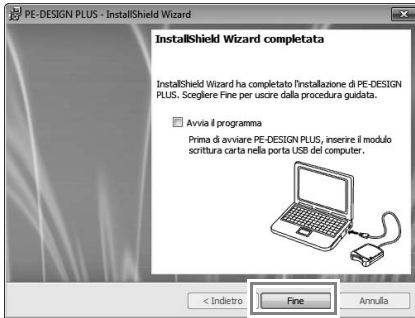 PE-DESIGN PLUS - InstallShield Wizard
InstallShield Wizard completata
InstallShield Wizard ha completato l'installazione di PE-DESIGN
PLUS. Scegliere Fine per uscire dalla procedura guidata.
Avvia il programma
Prima di avviare PE-DESIGN PLUS, inserire il modulo
scrittura carta nella porta USB del computer.
< Indietro Fine Annulla